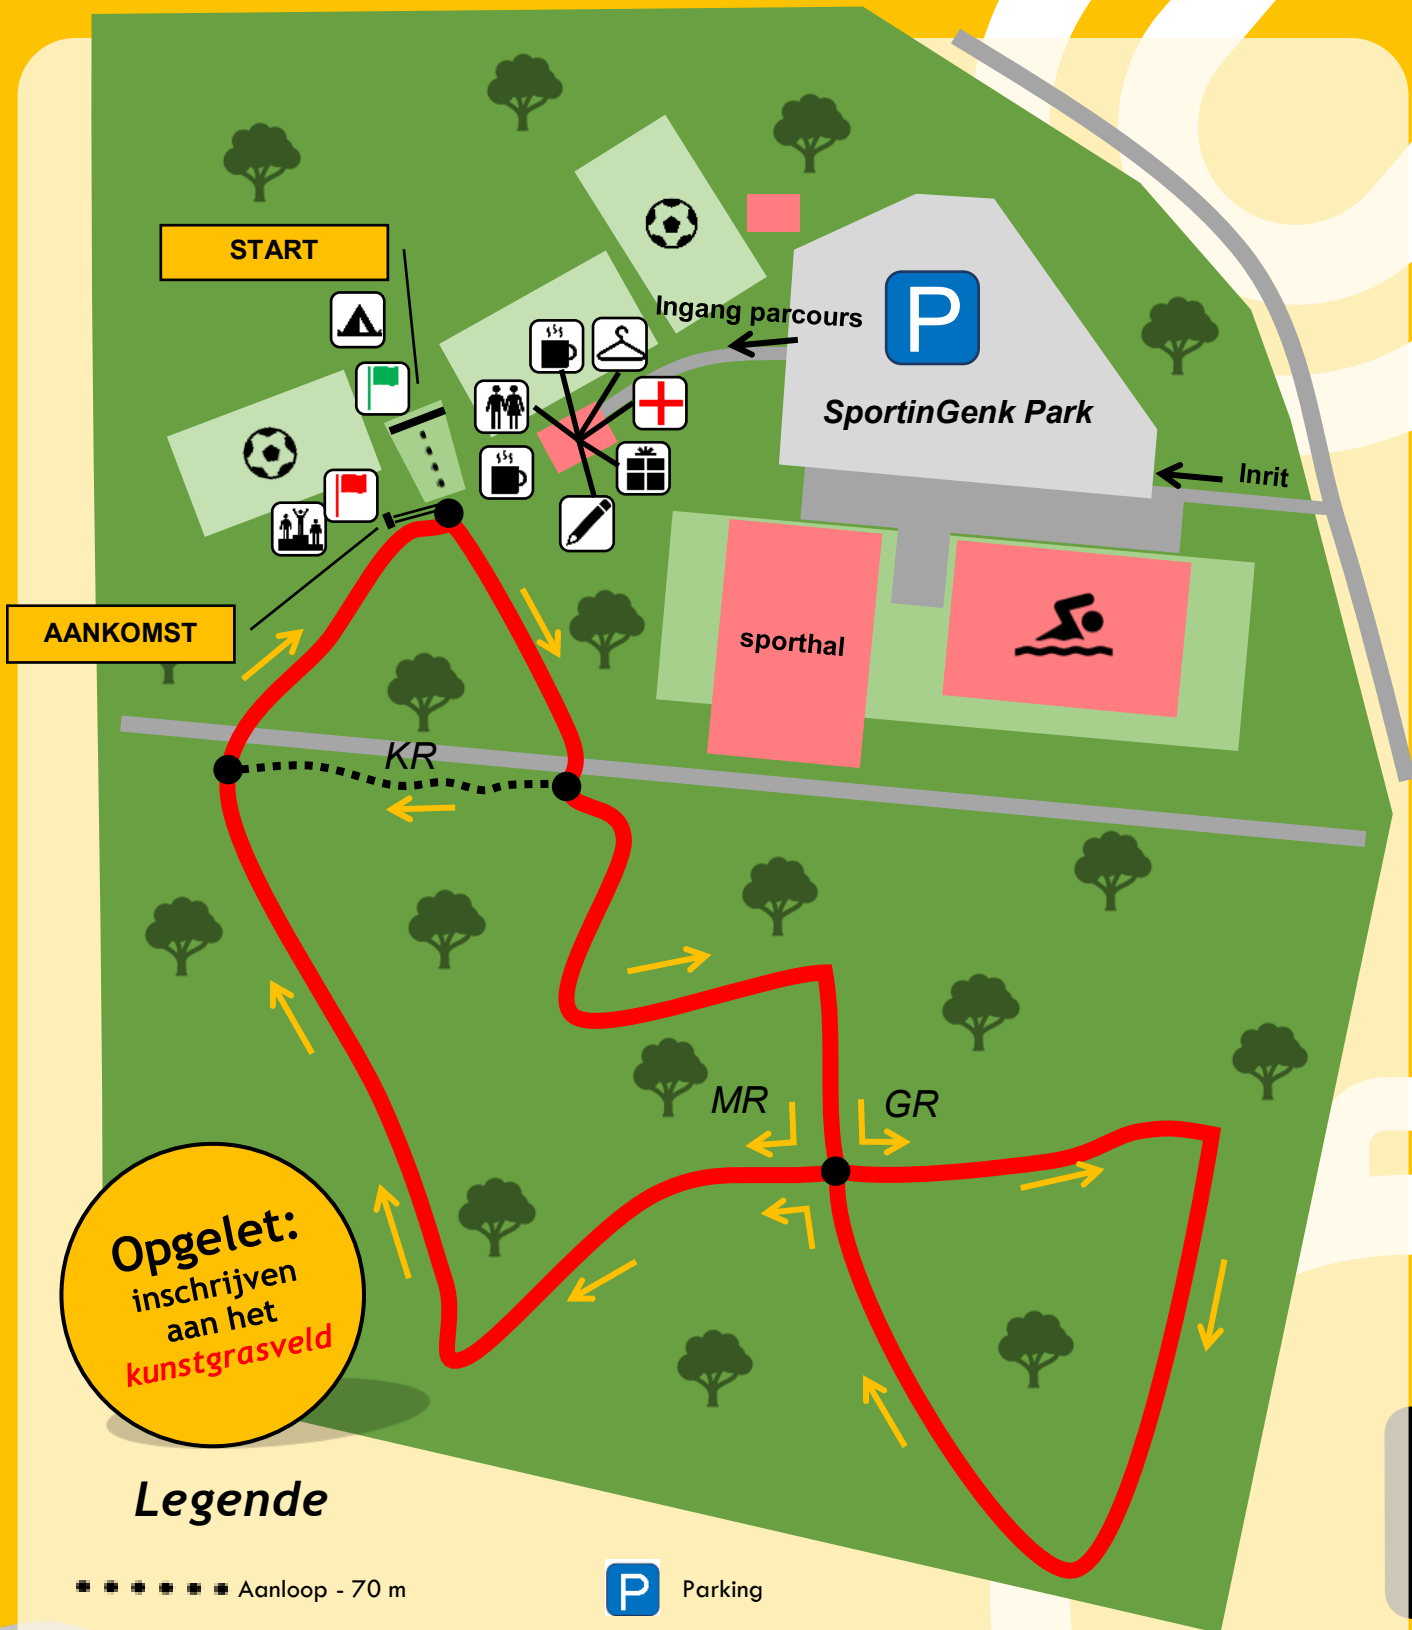 START
Ingang parcours
P
SportinGenk Park
Inrit
AANKOMST
sporthal
KR
MR
GR
Opgelet:
inschrijven
aan het
kunstgrasveld
Legende
Aanloop - 70 m
P
Parking